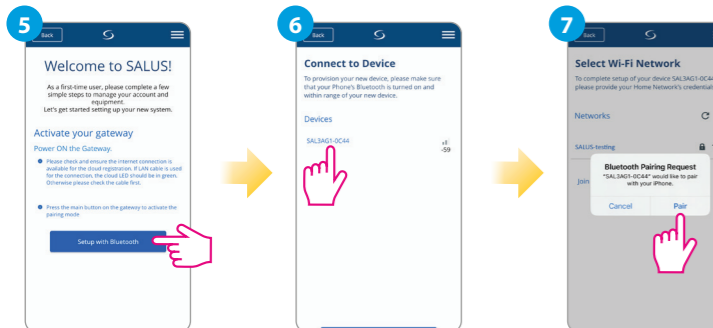 5
Back
Welcome to SALUS!
As a first-time user, please complete a few
simple steps to manage your account and
equipment.
Let's get started setting up your new system.
Activate your gateway
Power ON the Gateway.
Please check and ensure the internet connection is
available for the cloud registration. If LAN cable is used
for the connection, the cloud LED should be in green.
Otherwise please check the cable first.
Press the main button on the gateway to activate the
pairing mode
Setup with Bluetooth
6
Back
Connect to Device
To provision your new device, please make sure
that your Phone's Bluetooth is turned on and
within range of your new device.
Devices
SAL3AG1-0C44
-59
7
Back
Select Wi-Fi Network
To complete setup of your device SAL3AG1-0C44
please provide your Home Network's credential
Networks
SALUS-testing
Bluetooth Pairing Request
"SAL3AG1-0C44" would like to pair
with your iPhone.
Join
Cancel Pair